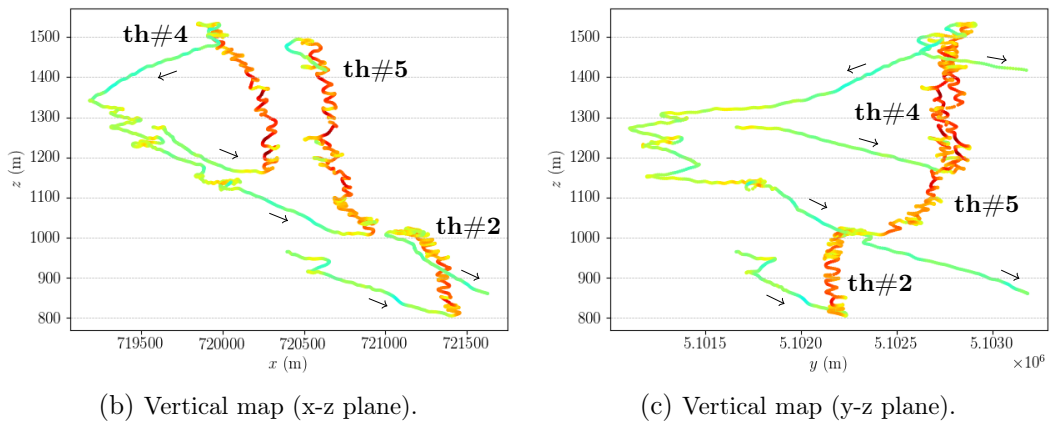 th#4
th#5
th#2
1500
1400
1300
1200
1100
1000
900
800
z (m)
719500 720000 720500 721000 721500
x (m)
(b) Vertical map (x-z plane).
th#4
th#5
th#2
1500
1400
1300
1200
1100
1000
900
800
z (m)
5.1015 5.1020 5.1025 5.1030
y (m)
×10⁶
(c) Vertical map (y-z plane).